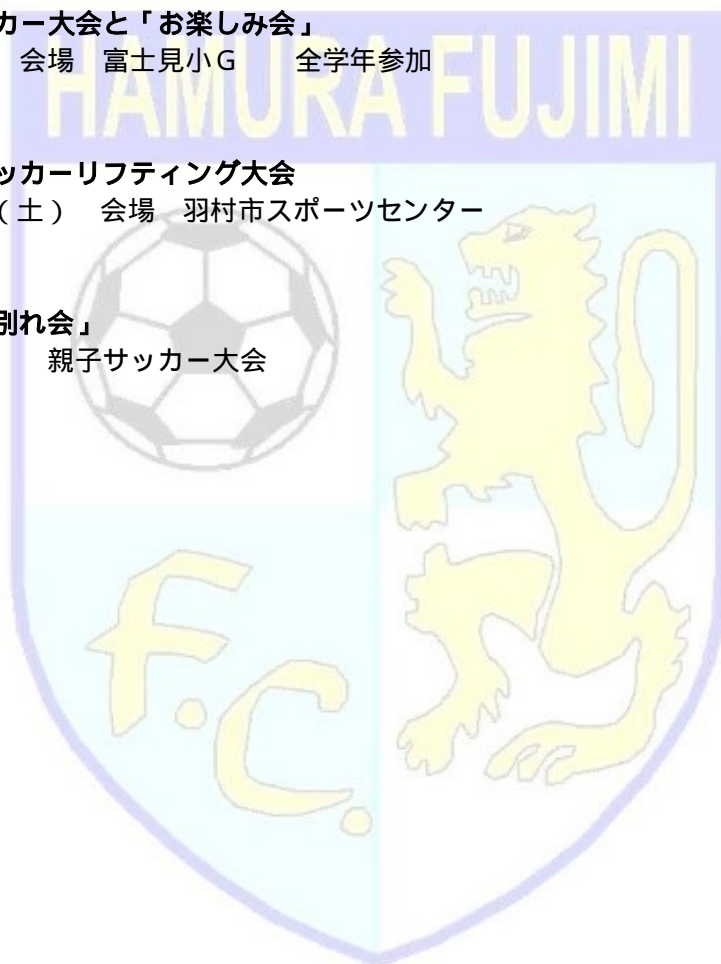 カー大会と「お楽しみ会」
会場　富士見小Ｇ　　全学年参加
HAMURA FUJIMI
ッカーリフティング大会
（土）　会場　羽村市スポーツセンター
別れ会」
親子サッカー大会
F.C.